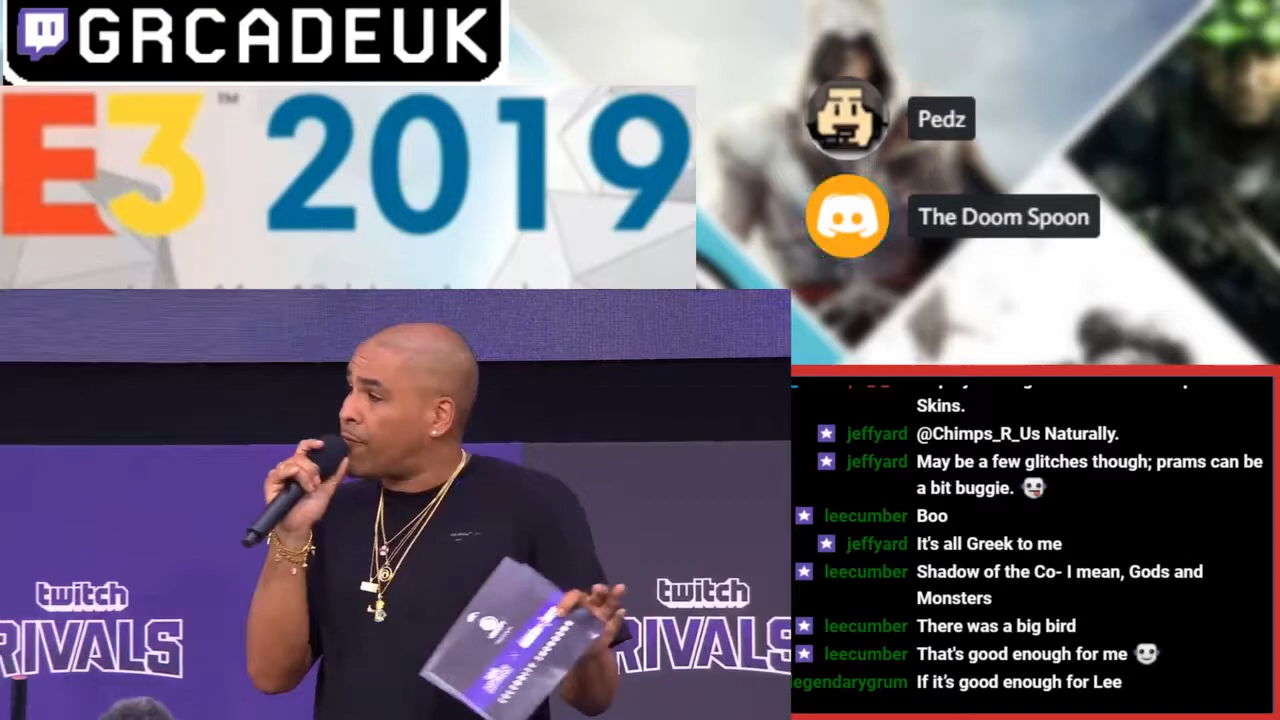 GRCADEUK
E3™ 2019
Pedz
The Doom Spoon
Skins.
jeffyard @Chimps_R_Us Naturally.
jeffyard May be a few glitches though; prams can be
a bit buggie.
leecumber Boo
jeffyard It's all Greek to me
leecumber Shadow of the Co- I mean, Gods and
Monsters
leecumber There was a big bird
leecumber That's good enough for me
egendarygrum If it's good enough for Lee
twitch
RIVALS
twitch
RIVALS